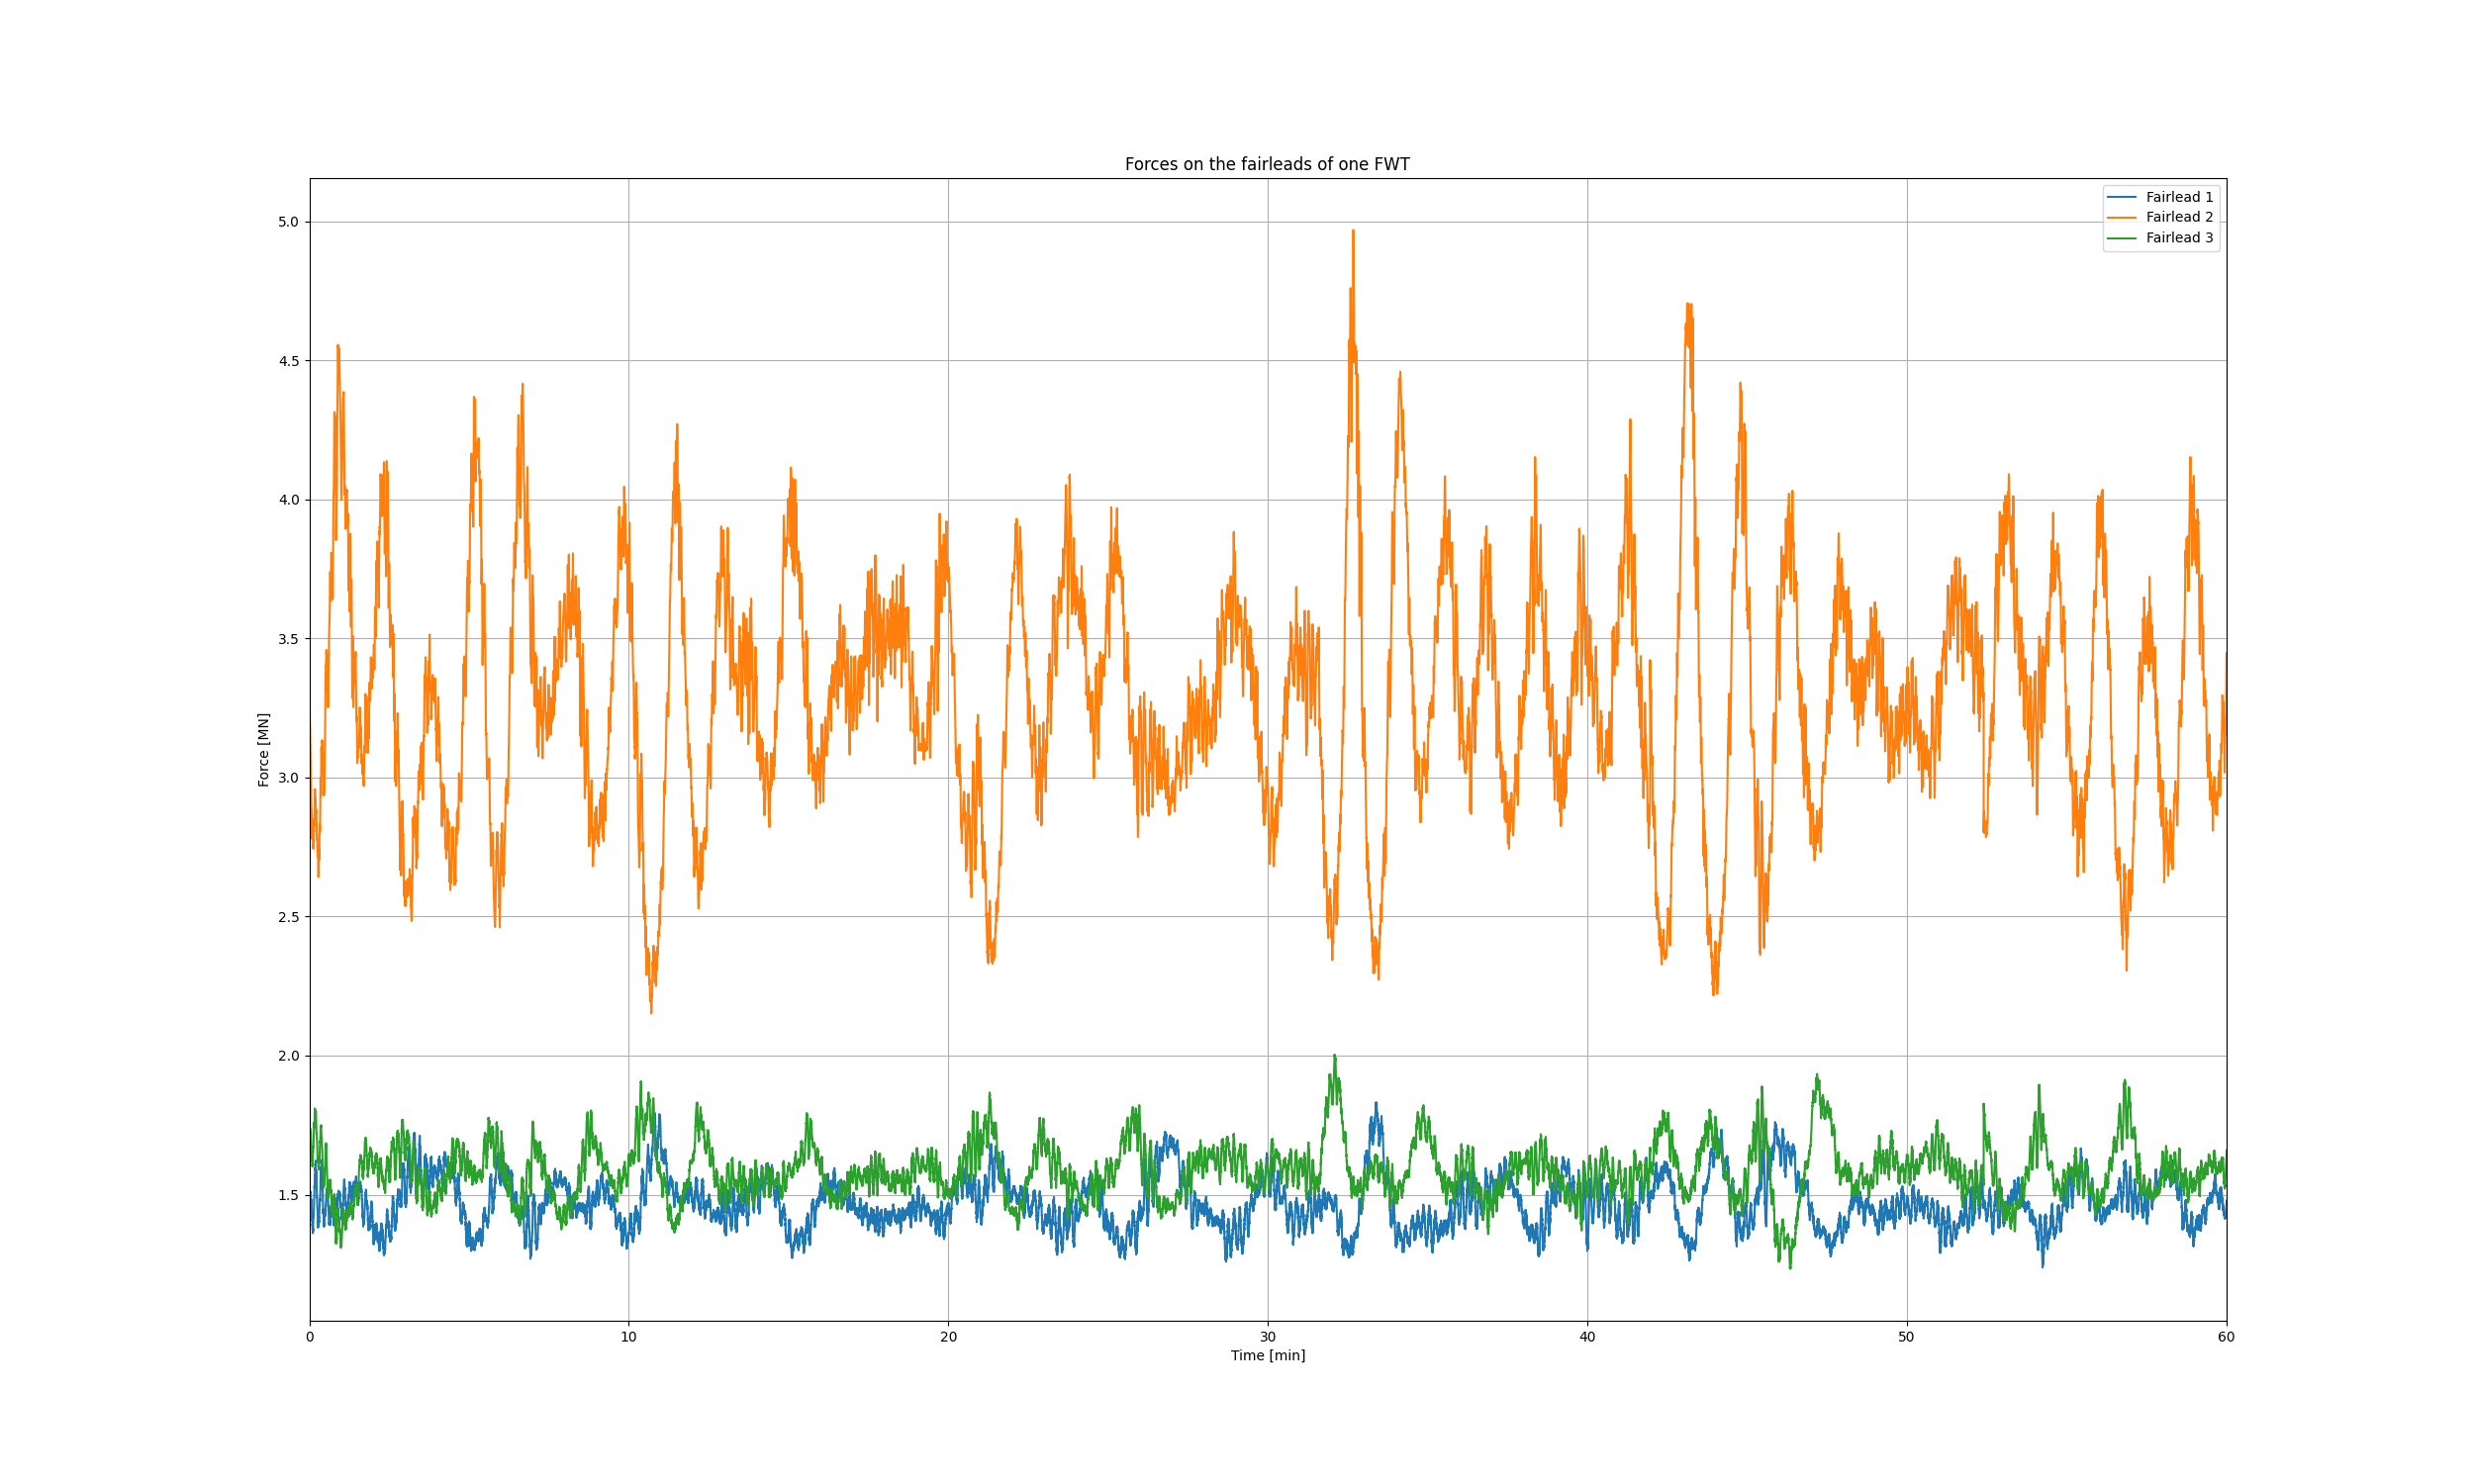 Forces on the fairleads of one FWT
Fairlead 1
Fairlead 2
Fairlead 3
Force [MN]
5.0
4.5
4.0
3.5
3.0
2.5
2.0
1.5
0 10 20 30 40 50 60
Time [min]